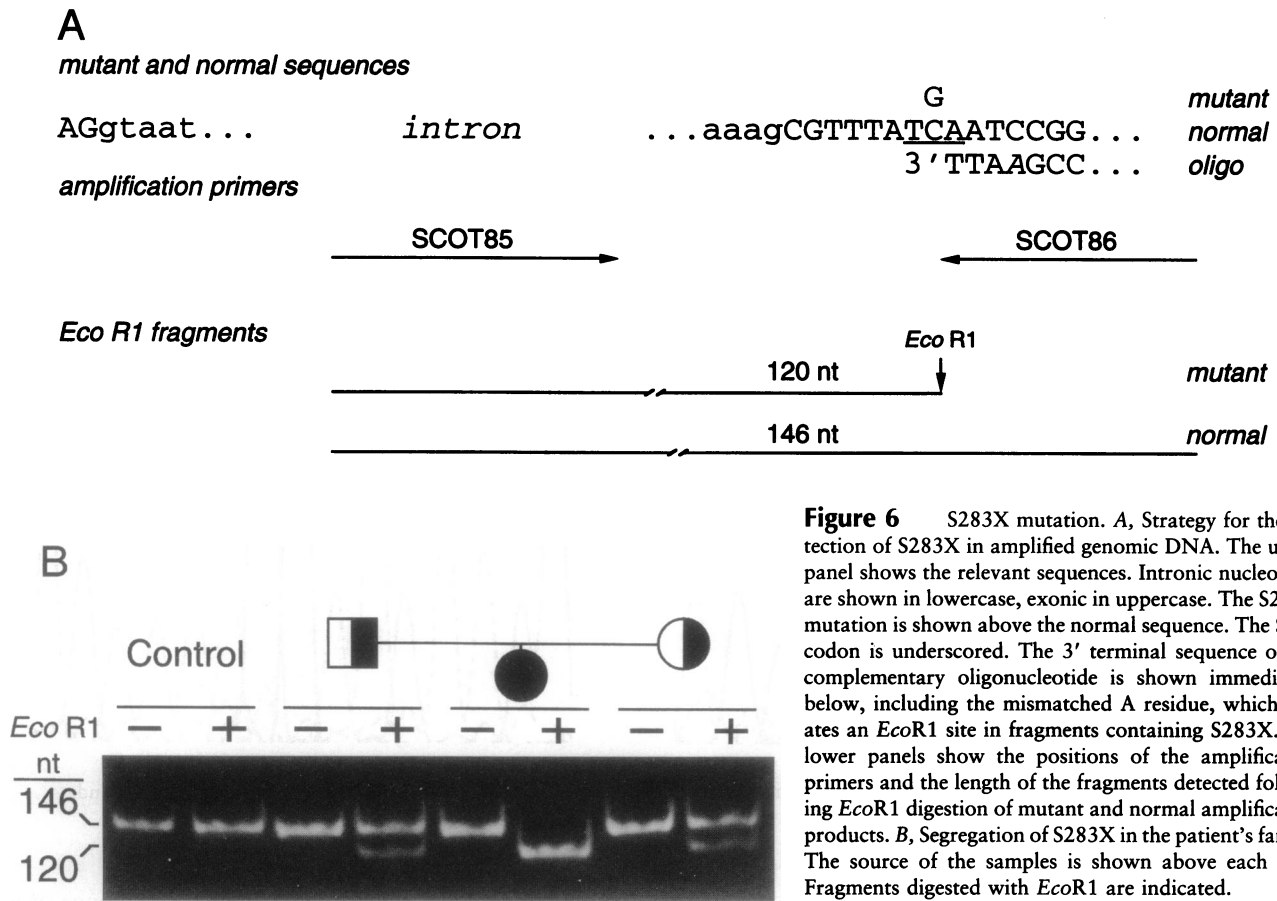 A
mutant and normal sequences
G mutant
AGgtaat... intron ...aaagCGTTTATCAATCCGG... normal
3'TTAAGCC... oligo
amplification primers
SCOT85 SCOT86
Eco R1 fragments
Eco R1
120 nt mutant
146 nt normal
B
Control
Eco R1 − + − + − + − +
nt
146
120
Figure 6 S283X mutation. A, Strategy for the
tection of S283X in amplified genomic DNA. The u
panel shows the relevant sequences. Intronic nucleo
are shown in lowercase, exonic in uppercase. The S2
mutation is shown above the normal sequence. The S
codon is underscored. The 3′ terminal sequence o
complementary oligonucleotide is shown immedi
below, including the mismatched A residue, which
ates an EcoR1 site in fragments containing S283X.
lower panels show the positions of the amplifica
primers and the length of the fragments detected fol
ing EcoR1 digestion of mutant and normal amplifica
products. B, Segregation of S283X in the patient's fa
The source of the samples is shown above each
Fragments digested with EcoR1 are indicated.